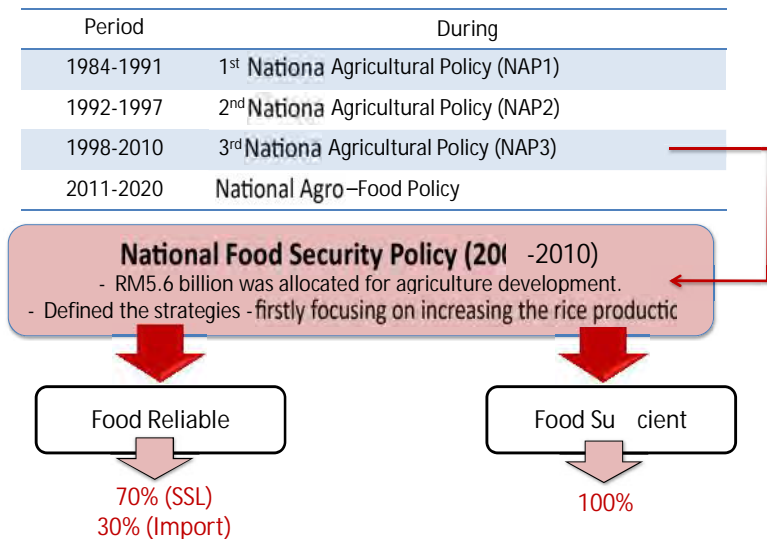 Period During
1984-1991 1st Nationa Agricultural Policy (NAP1)
1992-1997 2nd Nationa Agricultural Policy (NAP2)
1998-2010 3rd Nationa Agricultural Policy (NAP3)
2011-2020 National Agro–Food Policy
National Food Security Policy (20 -2010)
- RM5.6 billion was allocated for agriculture development.
- Defined the strategies - firstly focusing on increasing the rice productic
Food Reliable Food Su cient
70% (SSL) 100%
30% (Import)